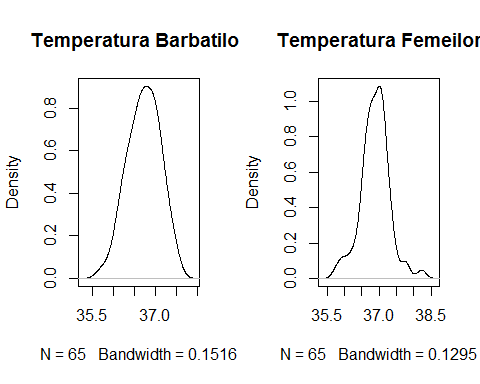 Temperatura Barbatilo
Density
0.0 0.2 0.4 0.6 0.8
35.5 37.0
N = 65 Bandwidth = 0.1516
Temperatura Femeilor
Density
0.0 0.2 0.4 0.6 0.8 1.0
35.5 37.0 38.5
N = 65 Bandwidth = 0.1295